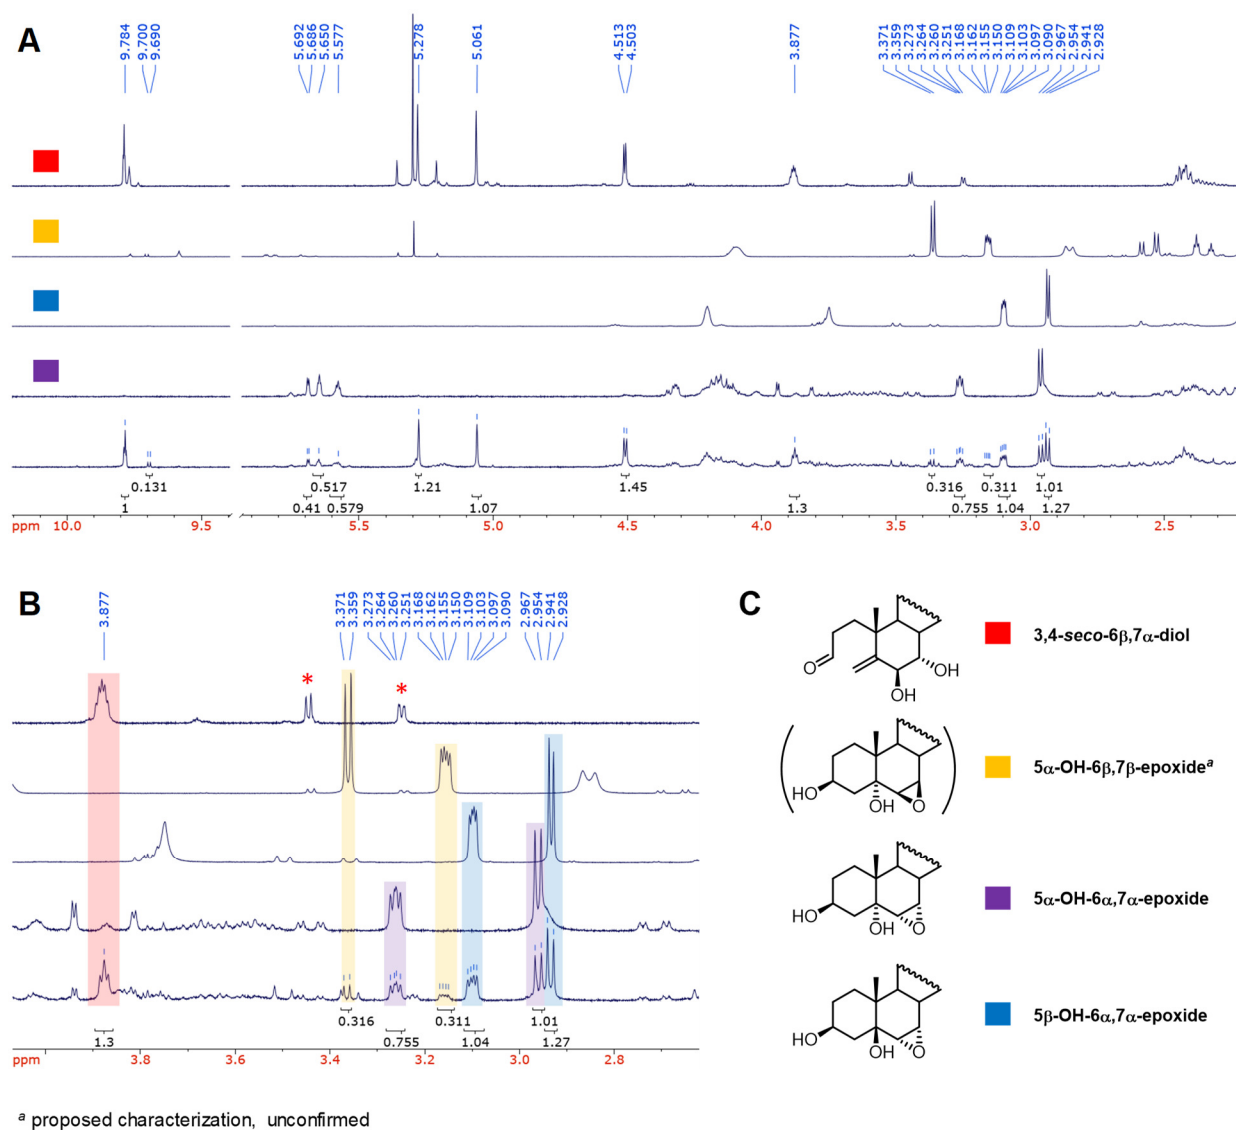 A
9.784 9.700 9.690 5.692 5.686 5.650 5.577 5.278 5.061 4.513 4.503 3.877 3.371 3.359 3.273 3.264 3.260 3.251 3.168 3.162 3.155 3.150 3.109 3.103 3.097 3.090 2.967 2.954 2.941 2.928
0.131 0.517 1.21 1.45 0.316 0.311 1.01
1 0.41 0.579 1.07 1.3 0.755 1.04 1.27
ppm 10.0 9.5 5.5 5.0 4.5 4.0 3.5 3.0 2.5
B
3.877 3.371 3.359 3.273 3.264 3.260 3.251 3.168 3.162 3.155 3.150 3.109 3.103 3.097 3.090 2.967 2.954 2.941 2.928
* *
0.316 0.311 1.01
1.3 0.755 1.04 1.27
ppm 3.8 3.6 3.4 3.2 3.0 2.8
C
O OH
OH
3,4-seco-6β,7α-diol
HO OH O
5α-OH-6β,7β-epoxideᵃ
HO OH O
5α-OH-6α,7α-epoxide
HO OH O
5β-OH-6α,7α-epoxide
ᵃ proposed characterization, unconfirmed